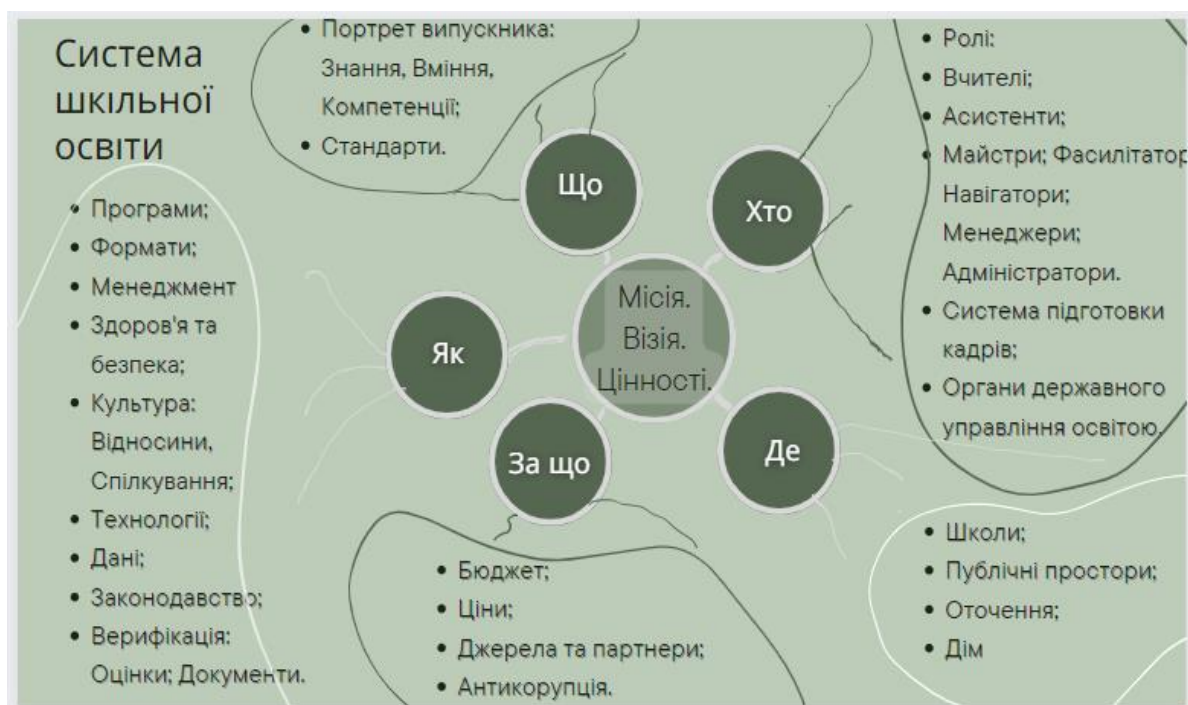 Система
шкільної
освіти
• Портрет випускника:
Знання, Вміння,
Компетенції;
• Стандарти.
• Ролі:
• Вчителі;
• Асистенти;
• Майстри; Фасилітатор
Навігатори;
Менеджери;
Адміністратори.
• Система підготовки
кадрів;
• Органи державного
управління освітою.
• Програми;
• Формати;
• Менеджмент
• Здоров'я та
безпека;
• Культура:
Відносини,
Спілкування;
• Технології;
• Дані;
• Законодавство;
• Верифікація:
Оцінки; Документи.
Що
Хто
Місія.
Візія.
Цінності.
Як
За що
Де
• Бюджет;
• Ціни;
• Джерела та партнери;
• Антикорупція.
• Школи;
• Публічні простори;
• Оточення;
• Дім